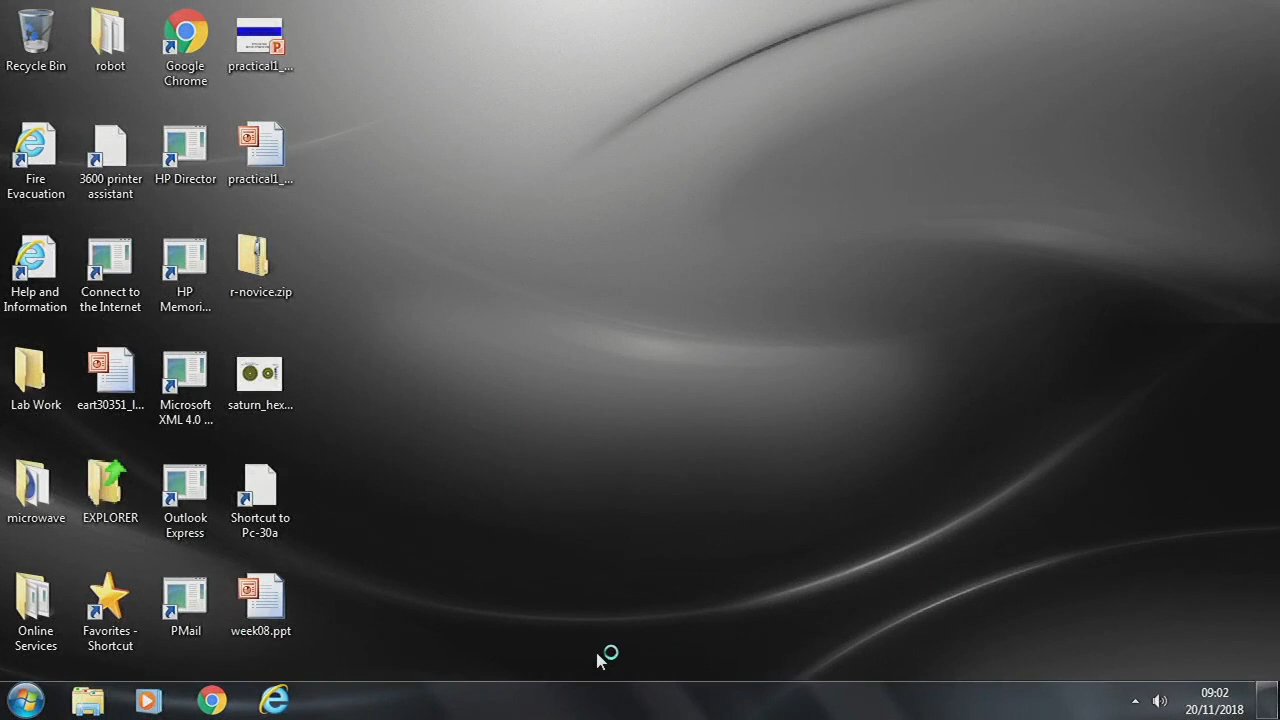 Recycle Bin
robot
Google
Chrome
practical1_...
Fire
Evacuation
3600 printer
assistant
HP Director
practical1_...
Help and
Information
Connect to
the Internet
HP
Memori...
r-novice.zip
Lab Work
eart30351_l...
Microsoft
XML 4.0 ...
saturn_hex...
microwave
EXPLORER
Outlook
Express
Shortcut to
Pc-30a
Online
Services
Favorites -
Shortcut
PMail
week08.ppt
09:02
20/11/2018